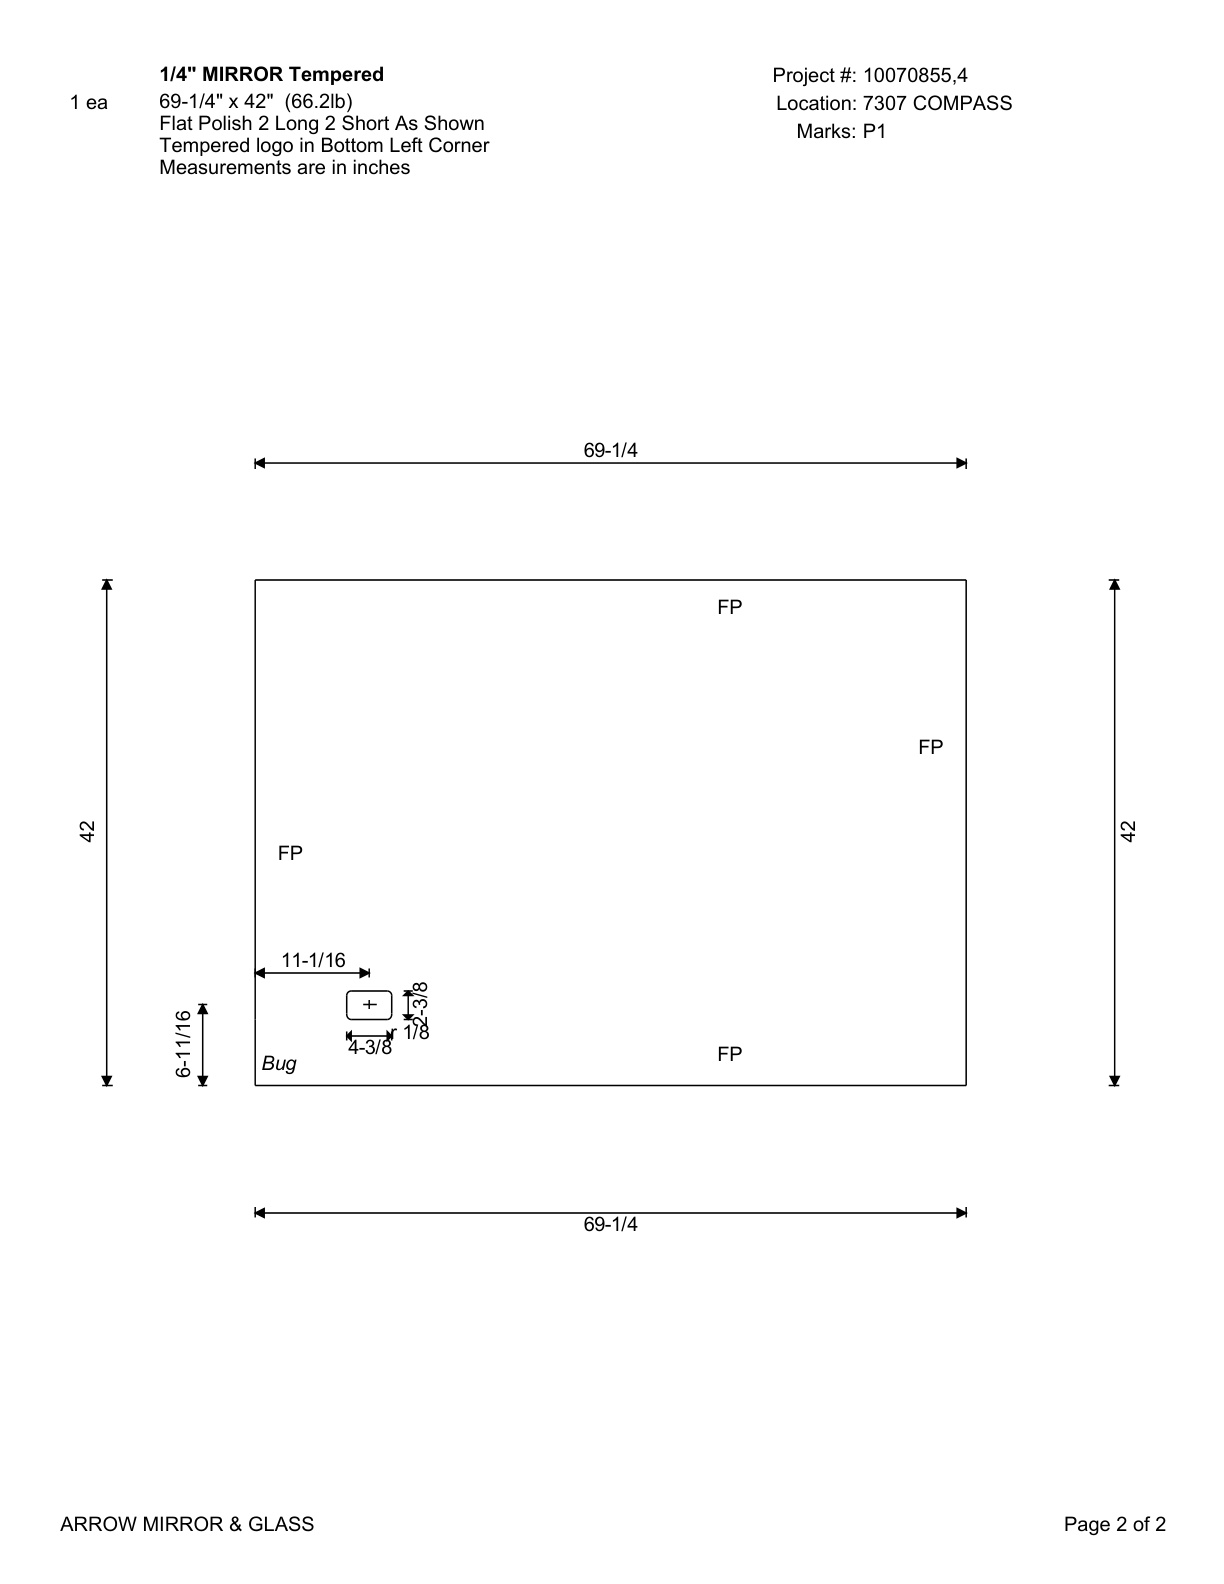 1/4" MIRROR Tempered
1 ea
69-1/4" x 42" (66.2lb)
Flat Polish 2 Long 2 Short As Shown
Tempered logo in Bottom Left Corner
Measurements are in inches
Project #: 10070855,4
Location: 7307 COMPASS
Marks: P1
69-1/4
FP
FP
42
42
FP
11-1/16
2-3/8
r 1/8
4-3/8
6-11/16
Bug
FP
69-1/4
ARROW MIRROR & GLASS
Page 2 of 2